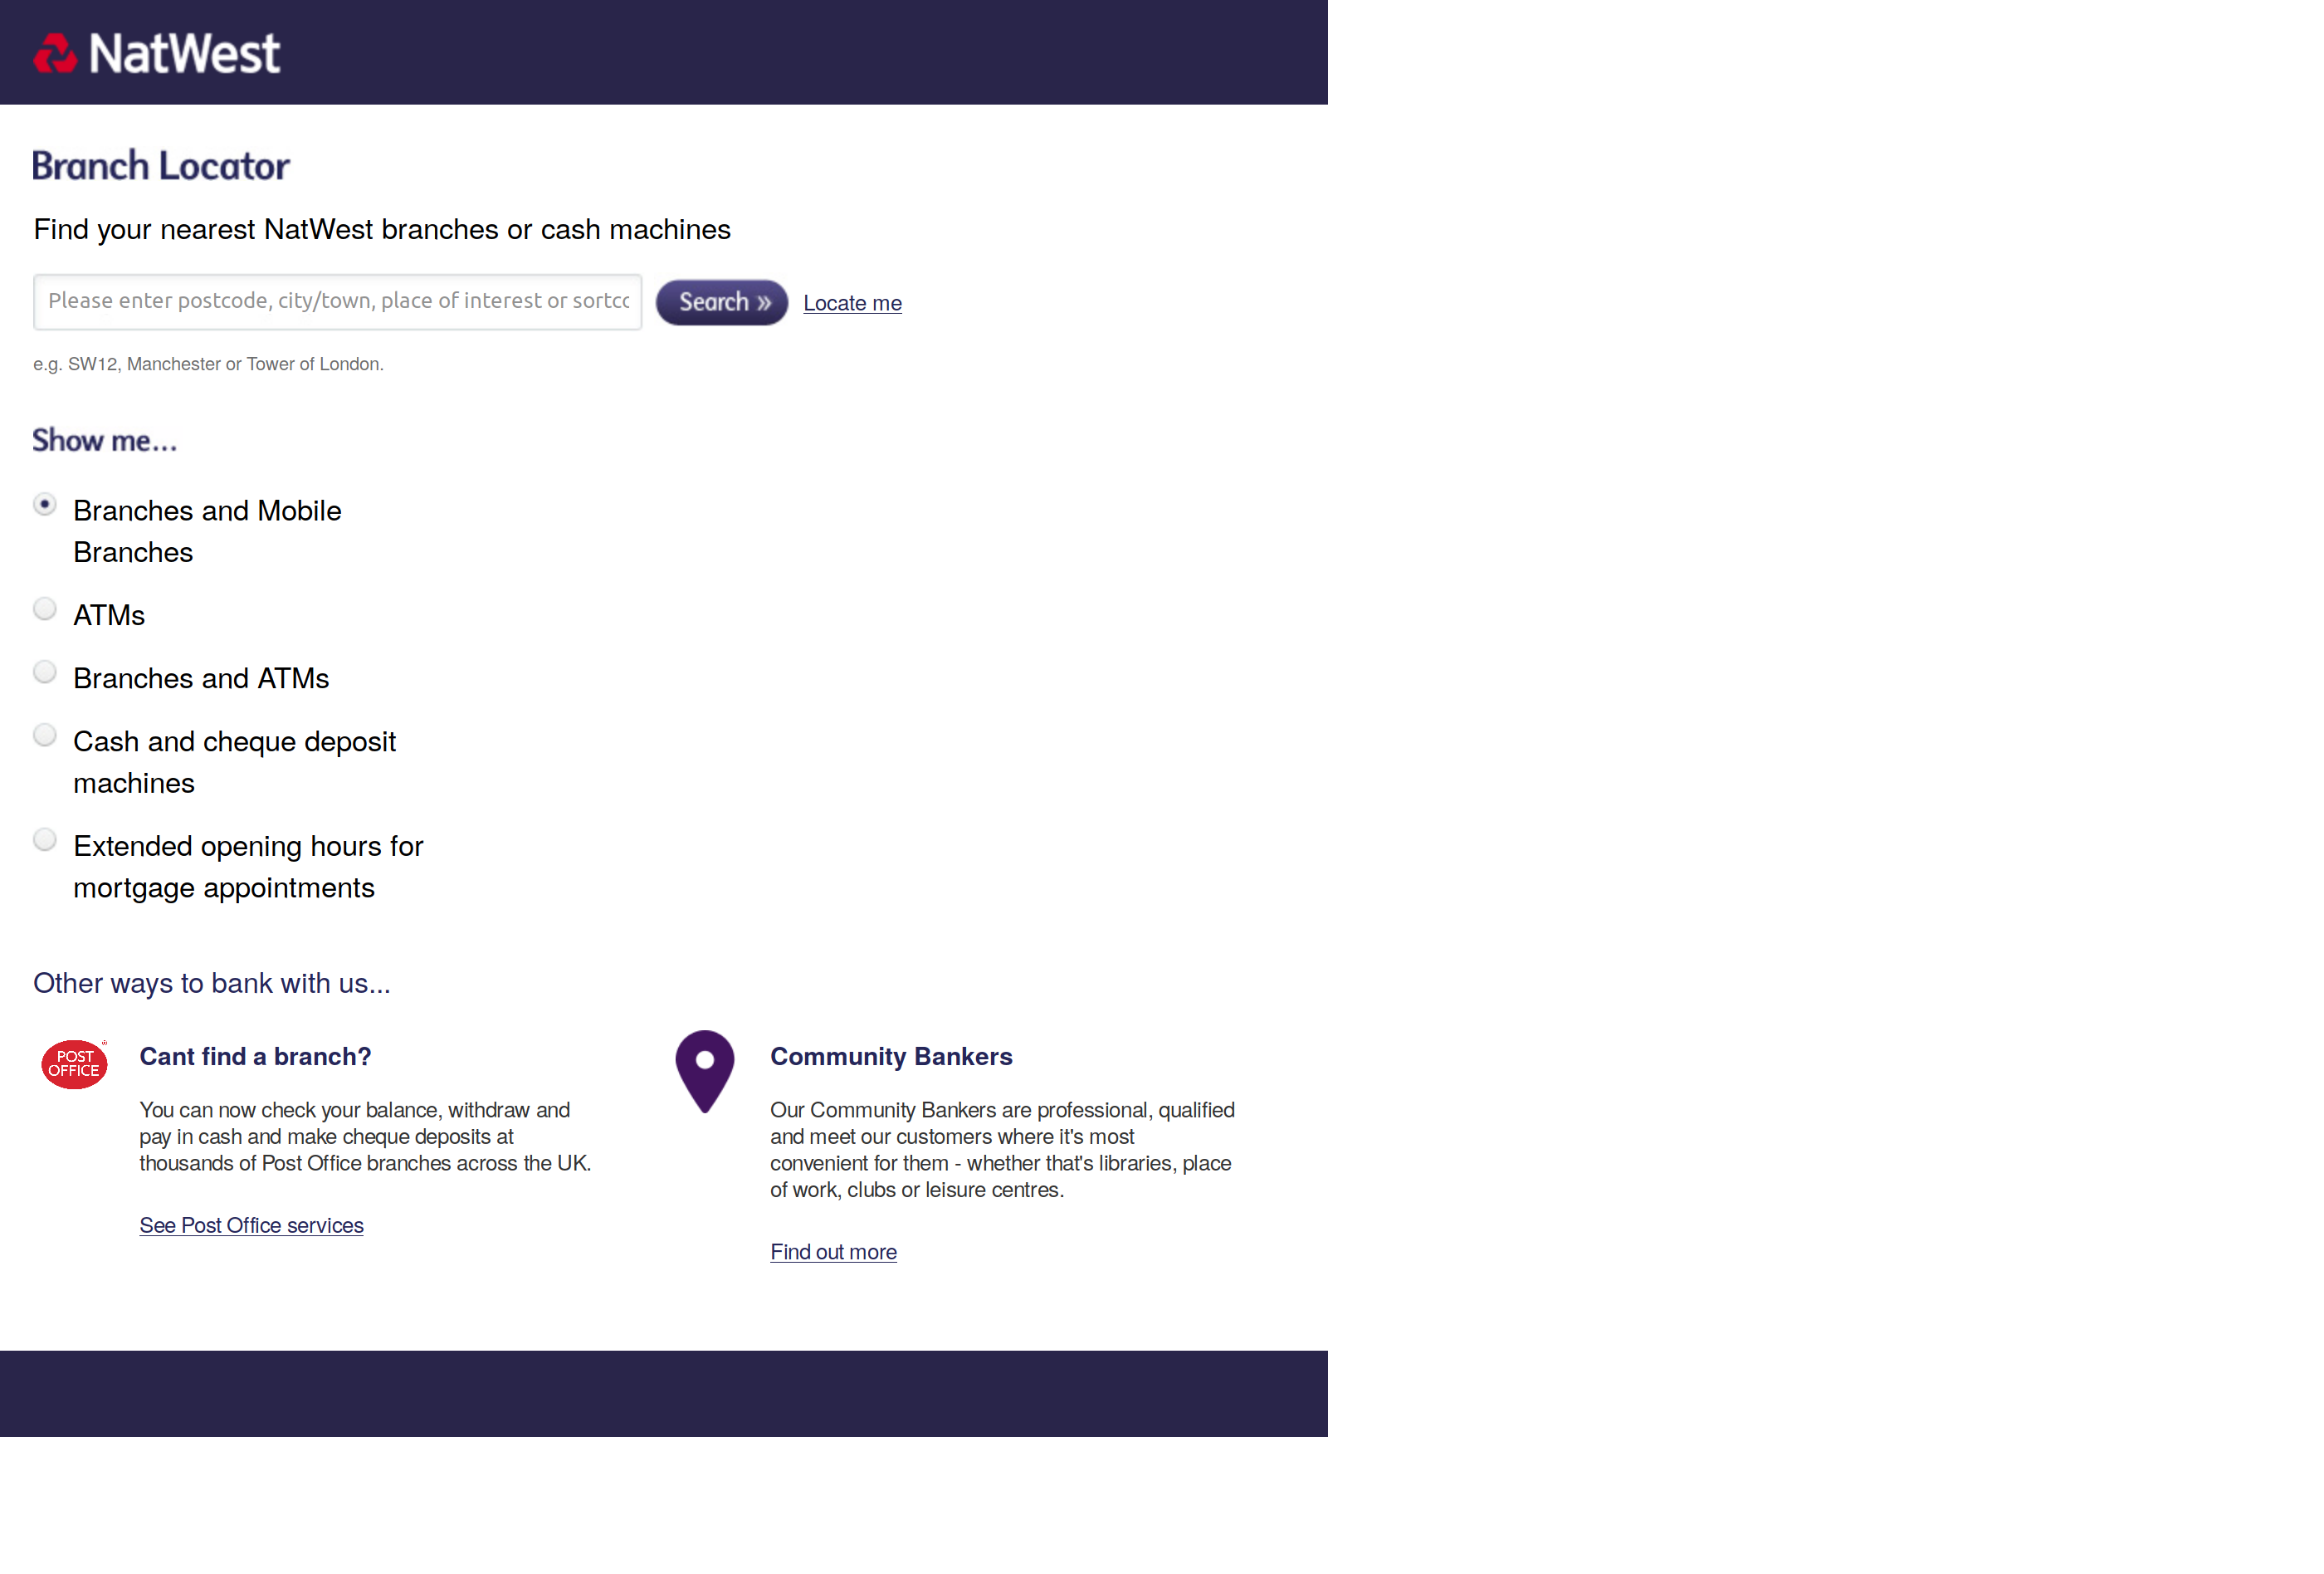 NatWest
Branch Locator
Find your nearest NatWest branches or cash machines
Please enter postcode, city/town, place of interest or
Search »
Locate me
e.g. SW12, Manchester or Tower of London.
Show me...
Branches and Mobile
Branches
ATMs
Branches and ATMs
Cash and cheque deposit
machines
Extended opening hours for
mortgage appointments
Other ways to bank with us...
POST
OFFICE
Cant find a branch?
You can now check your balance, withdraw and
pay in cash and make cheque deposits at
thousands of Post Office branches across the UK.
See Post Office services
Community Bankers
Our Community Bankers are professional, qualified
and meet our customers where it's most
convenient for them - whether that's libraries, place
of work, clubs or leisure centres.
Find out more